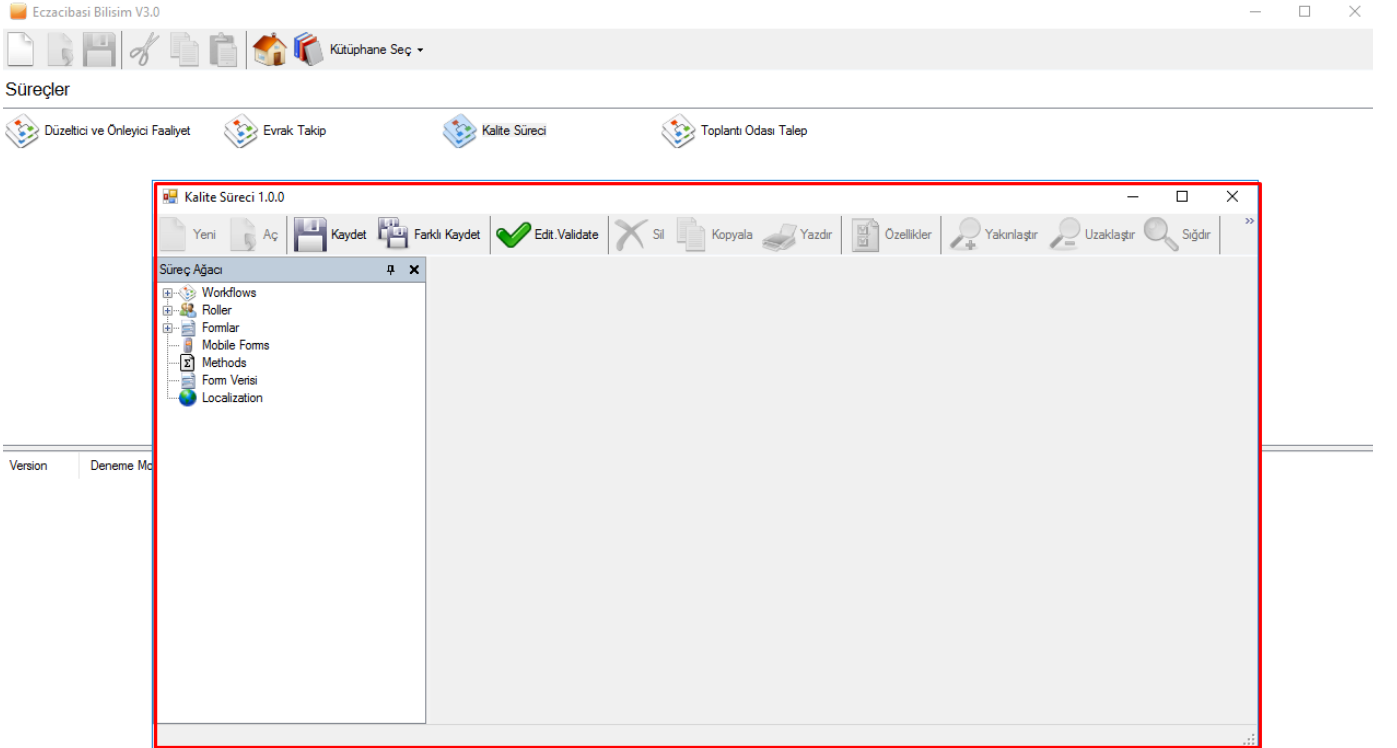 Eczacibasi Bilisim V3.0
Kütüphane Seç
Süreçler
Düzeltici ve Önleyici Faaliyet Evrak Takip Kalite Süreci Toplantı Odası Talep
Kalite Süreci 1.0.0
Yeni Aç Kaydet Farklı Kaydet Edit.Validate Sil Kopyala Yazdır Özellikler Yakınlaştır Uzaklaştır Sığdır
Süreç Ağacı
Workflows
Roller
Formlar
Mobile Forms
Methods
Form Verisi
Localization
Version Deneme Mo